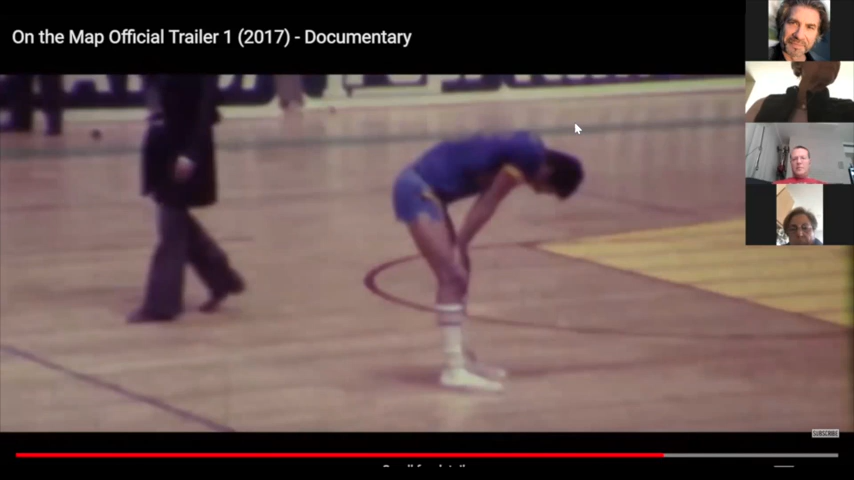 On the Map Official Trailer 1 (2017) - Documentary
SUBSCRIBE